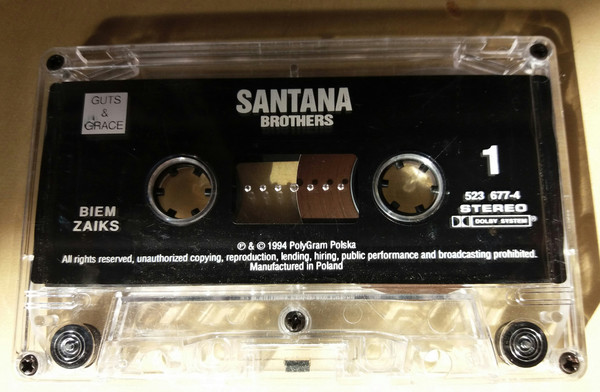 GUTS
&
GRACE
SANTANA
BROTHERS
1
BIEM
ZAIKS
523 677-4
STEREO
DOLBY SYSTEM®
℗ & © 1994 PolyGram Polska
All rights reserved, unauthorized copying, reproduction, lending, hiring, public performance and broadcasting prohibited.
Manufactured in Poland